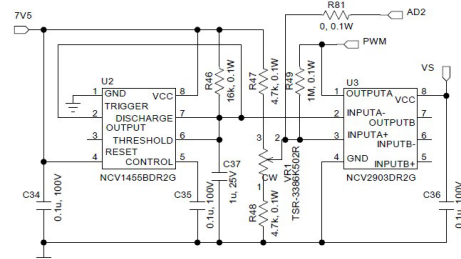 7V5
R81
0, 0.1W
AD2
PWM
R46
16k, 0.1W
R47
4.7k, 0.1W
R49
1M, 0.1W
VS
U2
1 GND VCC 8
TRIGGER
2 DISCHARGE 7
OUTPUT
3 THRESHOLD 6
RESET
4 CONTROL 5
NCV1455BDR2G
U3
1 OUTPUTA VCC 8
2 INPUTA- OUTPUTB 7
3 INPUTA+ INPUTB- 6
4 GND INPUTB+ 5
NCV2903DR2G
3
2
CW
1
VR1
TSR-3386K502R
C37
1u, 25V
C34
0.1u, 100V
C35
0.1u, 100V
R48
4.7k, 0.1W
C36
0.1u, 100V